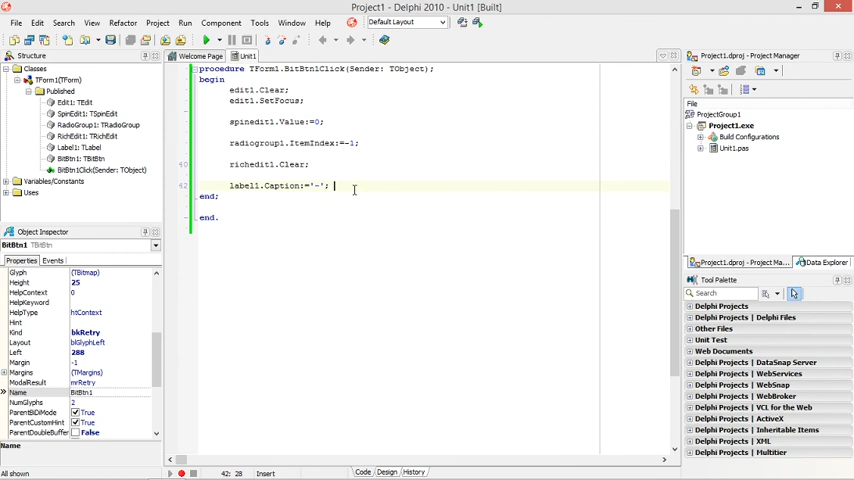 Project1 - Delphi 2010 - Unit1 [Built]
File Edit Search View Refactor Project Run Component Tools Window Help Default Layout
Structure
Classes
TForm1(TForm)
Published
Edit1: TEdit
SpinEdit1: TSpinEdit
RadioGroup1: TRadioGroup
RichEdit1: TRichEdit
Label1: TLabel
BitBtn1: TBitBtn
BitBtn1Click(Sender: TObject)
Variables/Constants
Uses
Object Inspector
BitBtn1 TBitBtn
Properties Events
Glyph (TBitmap)
Height 25
HelpContext 0
HelpKeyword
HelpType htContext
Hint
Kind bkRetry
Layout blGlyphLeft
Left 288
Margin -1
Margins (TMargins)
ModalResult mrRetry
Name BitBtn1
NumGlyphs 2
ParentBiDiMode True
ParentCustomHint True
ParentDoubleBuffer False
Name
All shown
Welcome Page Unit1
procedure TForm1.BitBtn1Click(Sender: TObject);
begin
edit1.Clear;
edit1.SetFocus;
spinedit1.Value:=0;
radiogroup1.ItemIndex:=-1;
40 richedit1.Clear;
42 label1.Caption:='-';
end;
end.
42: 28 Insert Code Design History
Project1.dproj - Project Manager
File
ProjectGroup1
Project1.exe
Build Configurations
Unit1.pas
Project1.dproj - Project Ma... Data Explorer
Tool Palette
Search
Delphi Projects
Delphi Projects | Delphi Files
Other Files
Unit Test
Web Documents
Delphi Projects | DataSnap Server
Delphi Projects | WebServices
Delphi Projects | WebSnap
Delphi Projects | WebBroker
Delphi Projects | VCL for the Web
Delphi Projects | ActiveX
Delphi Projects | Inheritable Items
Delphi Projects | XML
Delphi Projects | Multitier